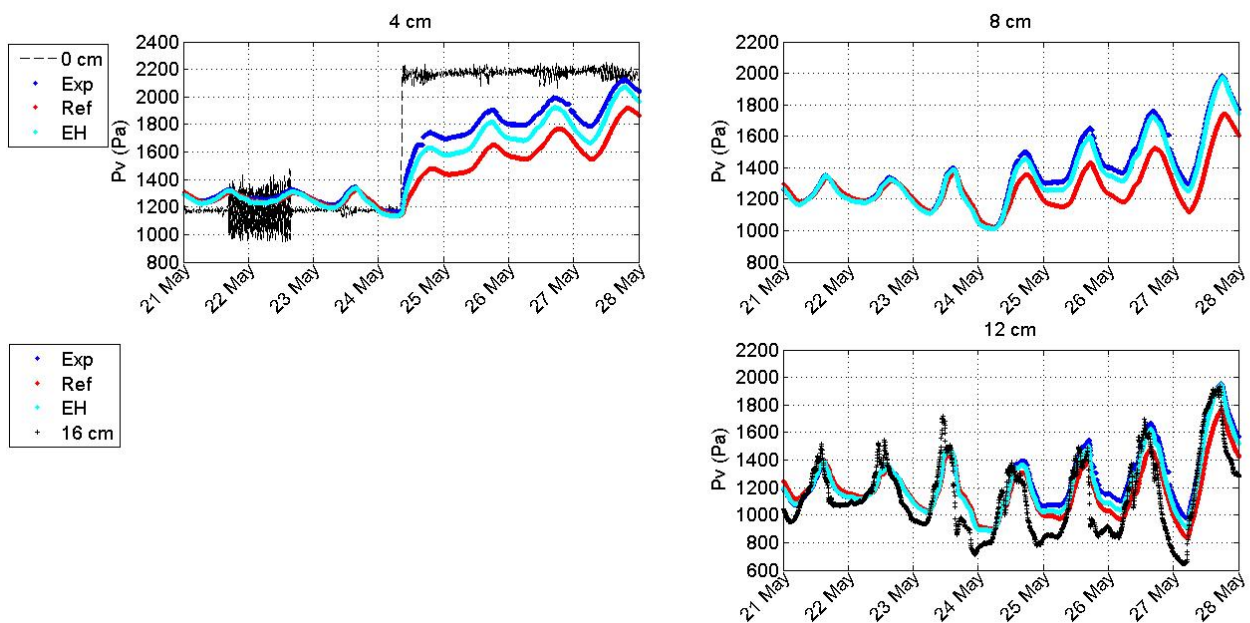 4 cm
0 cm
Exp
Ref
EH
Pv (Pa)
2400
2200
2000
1800
1600
1400
1200
1000
800
21 May
22 May
23 May
24 May
25 May
26 May
27 May
28 May
8 cm
Pv (Pa)
2200
2000
1800
1600
1400
1200
1000
800
21 May
22 May
23 May
24 May
25 May
26 May
27 May
28 May
Exp
Ref
EH
16 cm
12 cm
Pv (Pa)
2200
2000
1800
1600
1400
1200
1000
800
600
21 May
22 May
23 May
24 May
25 May
26 May
27 May
28 May